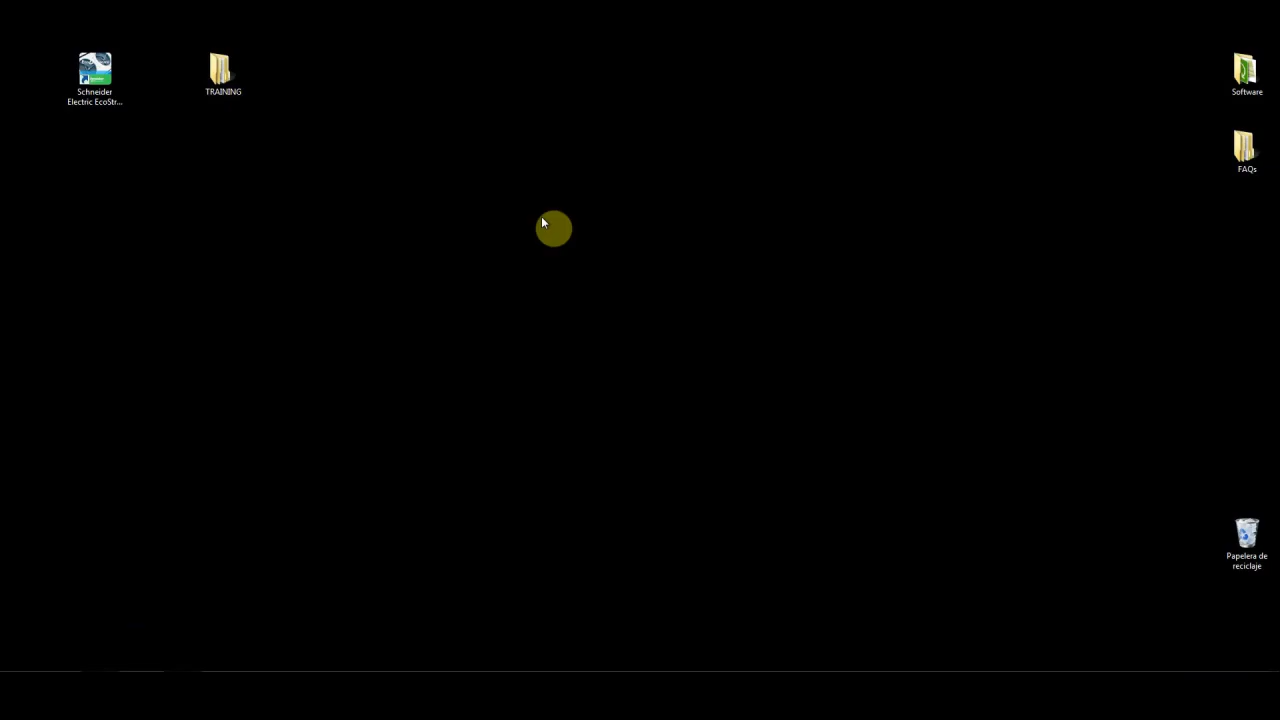 Schneider
Electric EcoStr...
TRAINING
Software
FAQs
Papelera de
reciclaje